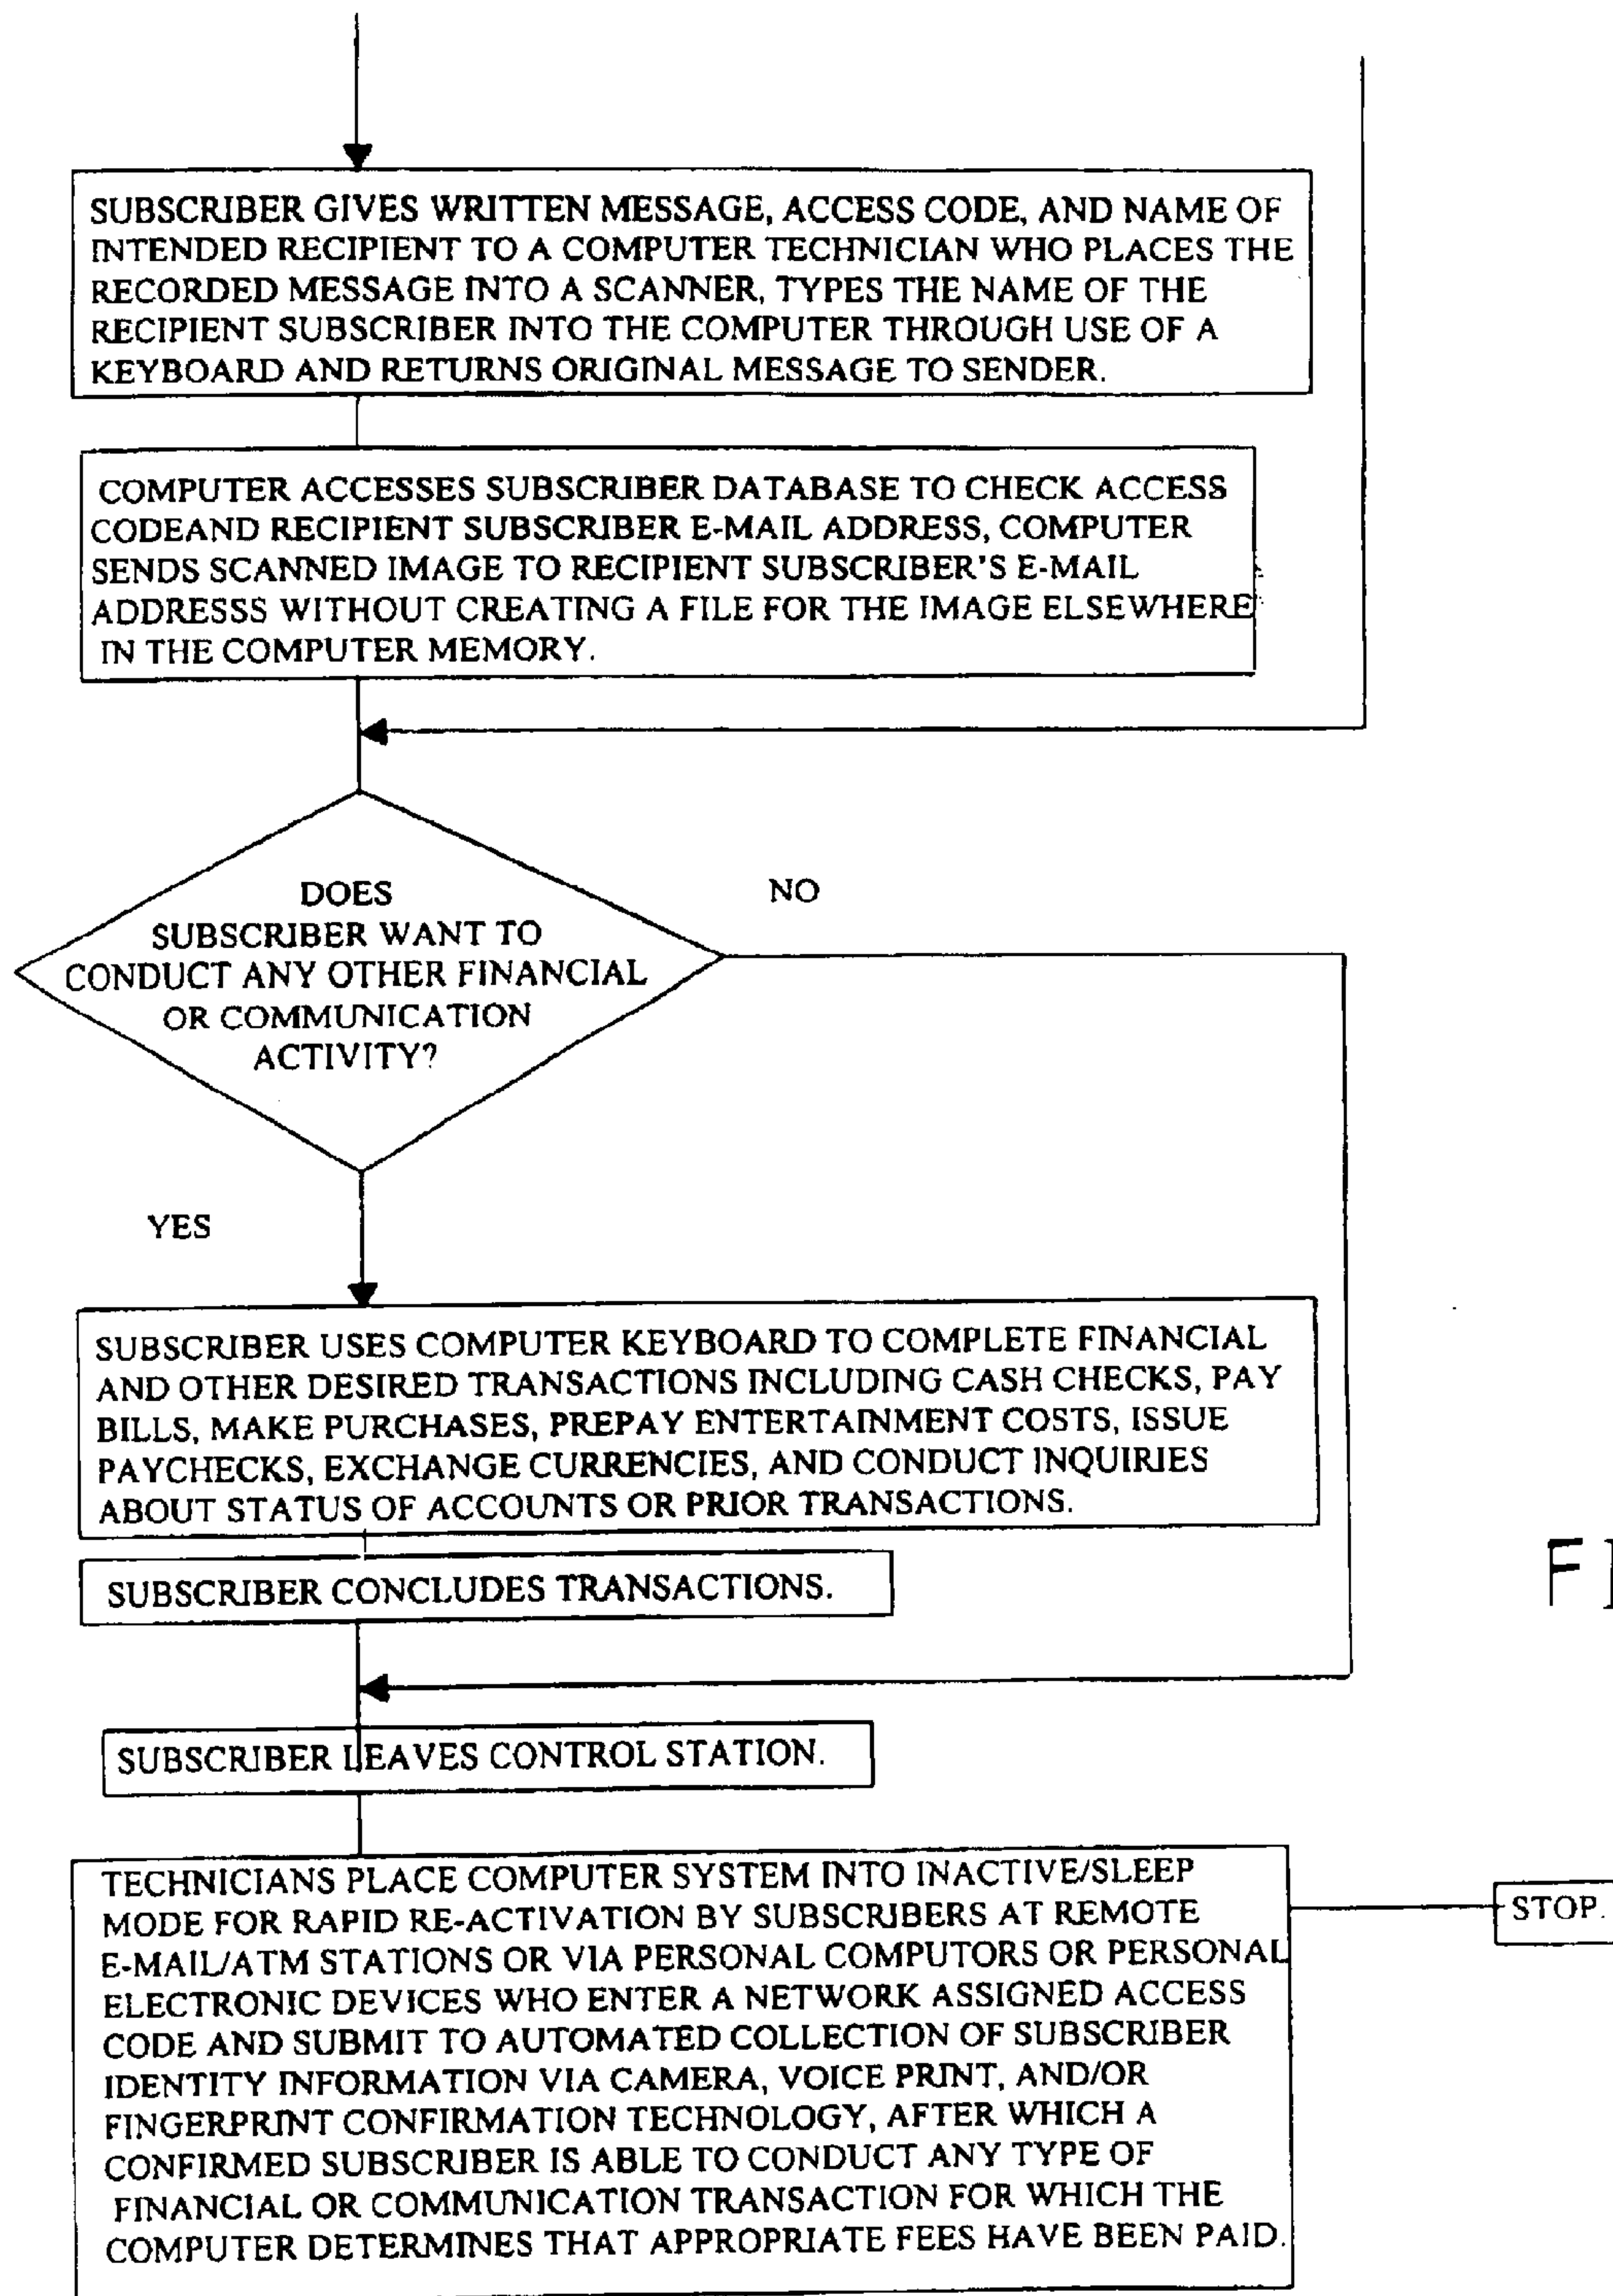 SUBSCRIBER GIVES WRITTEN MESSAGE, ACCESS CODE, AND NAME OF
INTENDED RECIPIENT TO A COMPUTER TECHNICIAN WHO PLACES THE
RECORDED MESSAGE INTO A SCANNER, TYPES THE NAME OF THE
RECIPIENT SUBSCRIBER INTO THE COMPUTER THROUGH USE OF A
KEYBOARD AND RETURNS ORIGINAL MESSAGE TO SENDER.
COMPUTER ACCESSES SUBSCRIBER DATABASE TO CHECK ACCESS
CODEAND RECIPIENT SUBSCRIBER E-MAIL ADDRESS, COMPUTER
SENDS SCANNED IMAGE TO RECIPIENT SUBSCRIBER'S E-MAIL
ADDRESSS WITHOUT CREATING A FILE FOR THE IMAGE ELSEWHERE
IN THE COMPUTER MEMORY.
DOES
SUBSCRIBER WANT TO
CONDUCT ANY OTHER FINANCIAL
OR COMMUNICATION
ACTIVITY?
NO
YES
SUBSCRIBER USES COMPUTER KEYBOARD TO COMPLETE FINANCIAL
AND OTHER DESIRED TRANSACTIONS INCLUDING CASH CHECKS, PAY
BILLS, MAKE PURCHASES, PREPAY ENTERTAINMENT COSTS, ISSUE
PAYCHECKS, EXCHANGE CURRENCIES, AND CONDUCT INQUIRIES
ABOUT STATUS OF ACCOUNTS OR PRIOR TRANSACTIONS.
SUBSCRIBER CONCLUDES TRANSACTIONS.
FI
SUBSCRIBER LEAVES CONTROL STATION.
TECHNICIANS PLACE COMPUTER SYSTEM INTO INACTIVE/SLEEP
MODE FOR RAPID RE-ACTIVATION BY SUBSCRIBERS AT REMOTE
E-MAIL/ATM STATIONS OR VIA PERSONAL COMPUTORS OR PERSONAL
ELECTRONIC DEVICES WHO ENTER A NETWORK ASSIGNED ACCESS
CODE AND SUBMIT TO AUTOMATED COLLECTION OF SUBSCRIBER
IDENTITY INFORMATION VIA CAMERA, VOICE PRINT, AND/OR
FINGERPRINT CONFIRMATION TECHNOLOGY, AFTER WHICH A
CONFIRMED SUBSCRIBER IS ABLE TO CONDUCT ANY TYPE OF
FINANCIAL OR COMMUNICATION TRANSACTION FOR WHICH THE
COMPUTER DETERMINES THAT APPROPRIATE FEES HAVE BEEN PAID.
STOP.